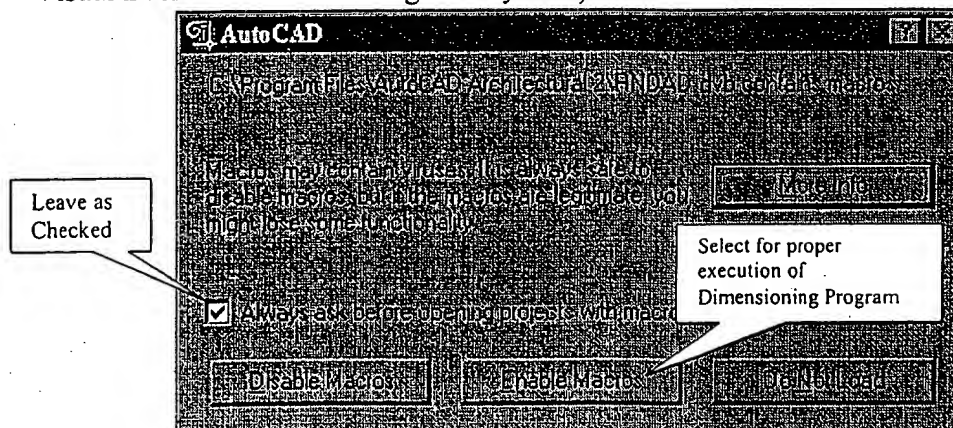 AutoCAD
C:\Program Files\AutoCAD Architectural 2\FNDAD.dvb contains macros.
Macros may contain viruses. It is always safe to
disable macros, but if the macros are legitimate, you
might lose some functionality.
More Info
Leave as
Checked
Select for proper
execution of
Dimensioning Program
Always ask before opening projects with macro
Disable Macros
Enable Macros
Do Not Load